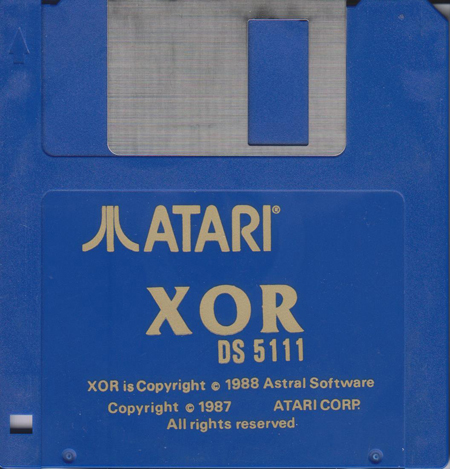 ATARI®
XOR
DS 5111
XOR is Copyright © 1988 Astral Software
Copyright © 1987 ATARI CORP.
All rights reserved.